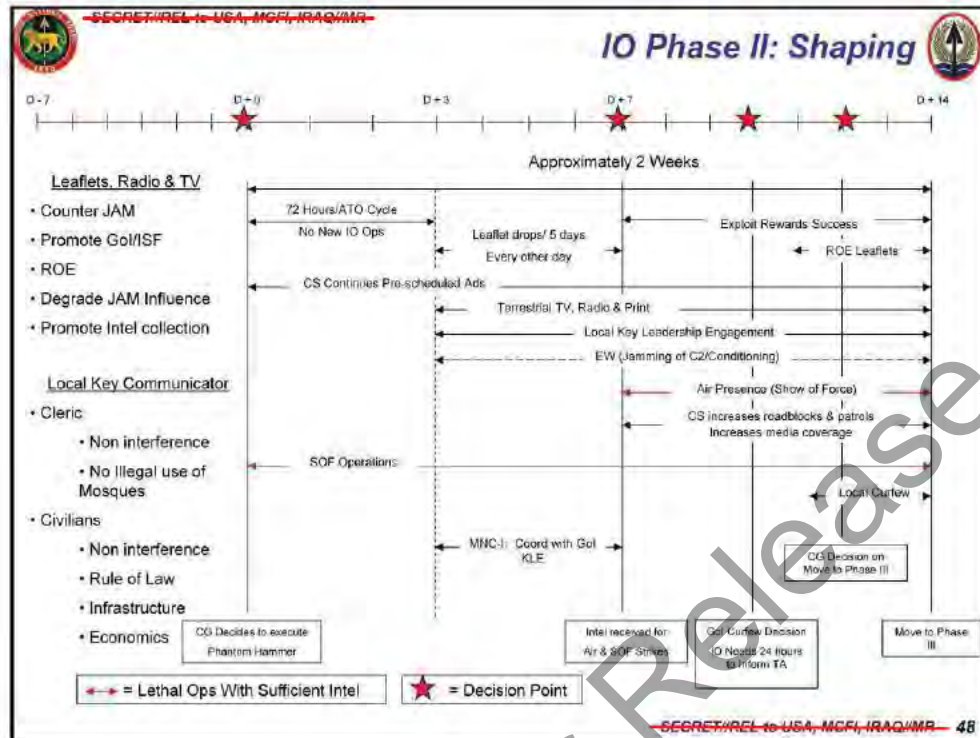 SECRET//REL to USA, MCFI, IRAQ//MR
IO Phase II: Shaping
D - 7
D + 0
D + 3
D + 7
D + 14
Approximately 2 Weeks
Leaflets, Radio & TV
• Counter JAM
• Promote GoI/ISF
• ROE
• Degrade JAM Influence
• Promote Intel collection
72 Hours/ATO Cycle
No New IO Ops
Leaflet drops/ 5 days
Every other day
Exploit Rewards Success
ROE Leaflets
CS Continues Pre-scheduled Ads
Terrestrial TV, Radio & Print
Local Key Leadership Engagement
EW (Jamming of C2/Conditioning)
Local Key Communicator
• Cleric
• Non interference
• No Illegal use of
Mosques
• Civilians
• Non interference
• Rule of Law
• Infrastructure
• Economics
Air Presence (Show of Force)
CS increases roadblocks & patrols
Increases media coverage
SOF Operations
Local Curfew
MNC-I: Coord with GoI
KLE
CG Decision on
Move to Phase III
CG Decides to execute
Phantom Hammer
Intel received for
Air & SOF Strikes
GoI Curfew Decision
IO Needs 24 hours
to Inform TA
Move to Phase
III
= Lethal Ops With Sufficient Intel
= Decision Point
Release
SECRET//REL to USA, MCFI, IRAQ//MR
48